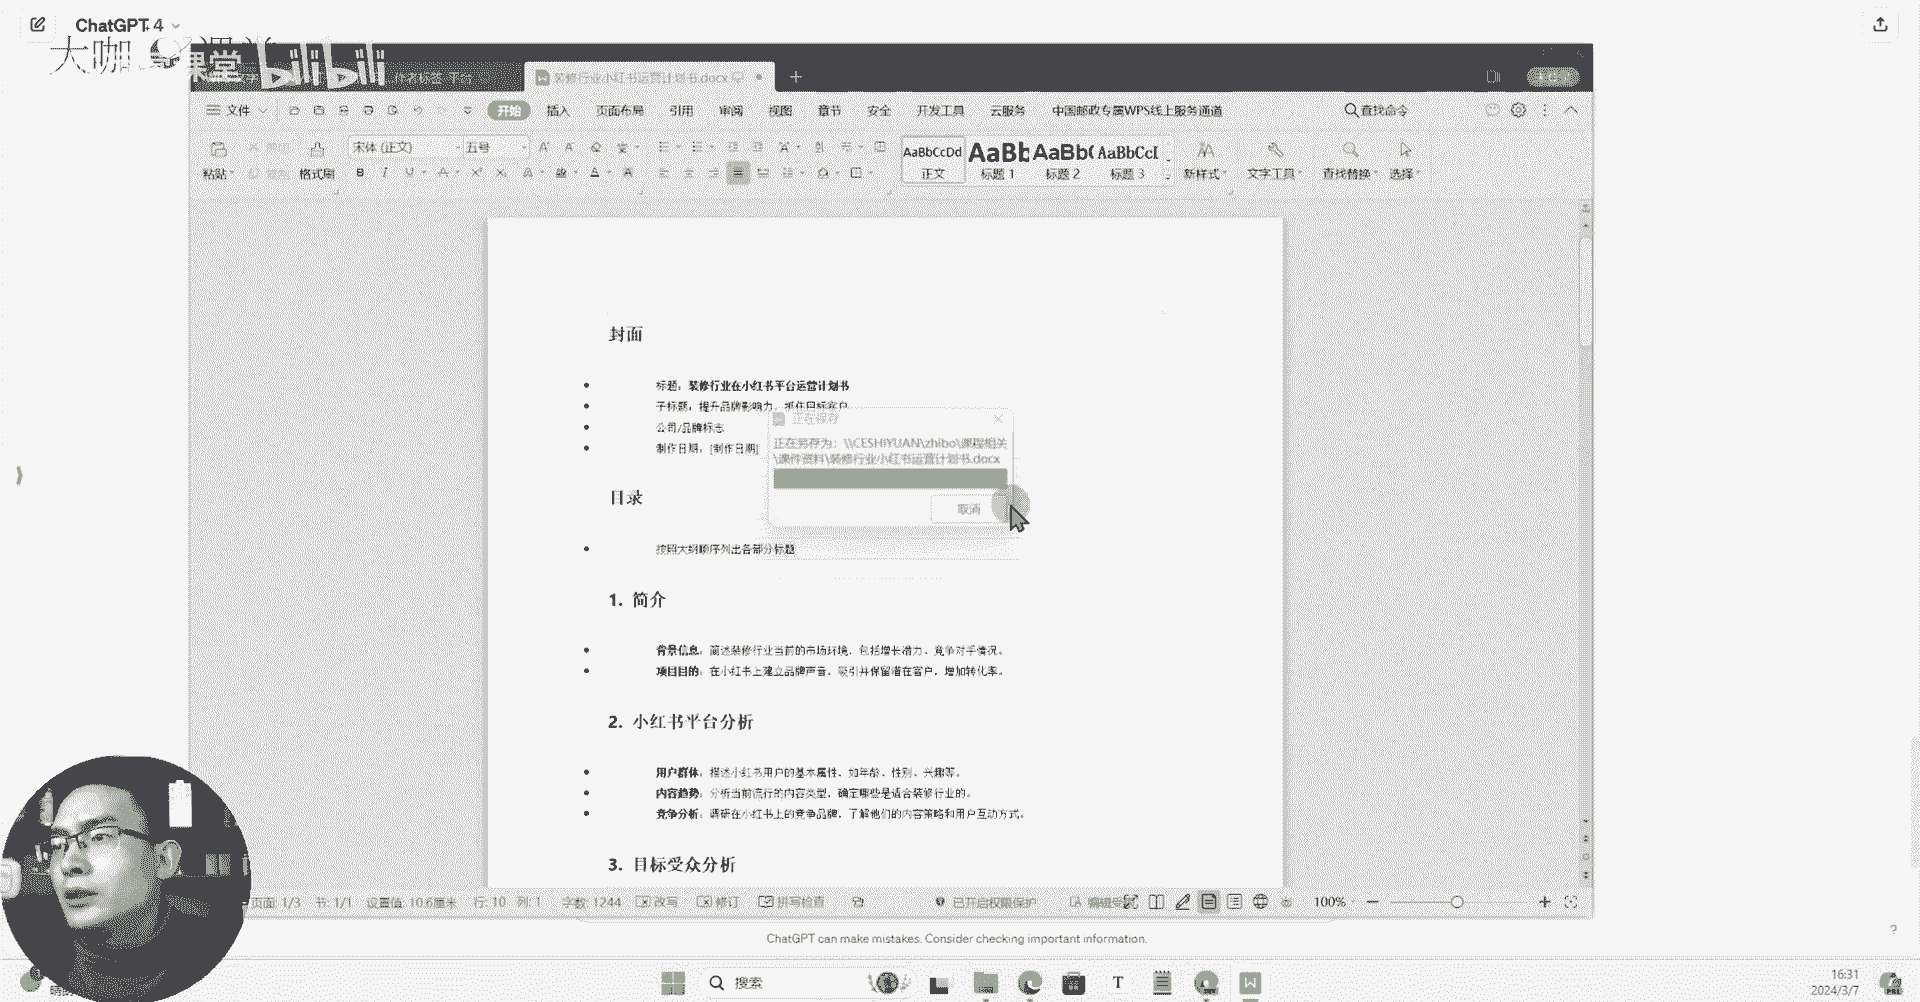 ChatGPT 4
大咖
课堂 bilibili
装修行业小红书运营计划书.docx
文件 开始 插入 页面布局 引用 审阅 视图 章节 安全 开发工具 云服务 中国邮政专属WPS线上服务通道 查找命令
宋体 (正文) 五号
AaBbCcDd AaBb AaBb( AaBbCcI
粘贴 格式刷 正文 标题 1 标题 2 标题 3 新样式 文字工具 查找替换 选择
封面
标题：装修行业在小红书平台运营计划书
子标题：提升品牌影响力，抓住目标客户
公司/品牌标志
制作日期：[制作日期]
正在保存
正在另存为：\\CESHIYUAN\zhibo\课程相关
\课件资料\装修行业小红书运营计划书.docx
取消
目录
按照大纲顺序列出各部分标题
1. 简介
背景信息：简述装修行业当前的市场环境，包括增长潜力、竞争对手情况。
项目目的：在小红书上建立品牌声音，吸引并保留潜在客户，增加转化率。
2. 小红书平台分析
用户群体：描述小红书用户的基本属性，如年龄、性别、兴趣等。
内容趋势：分析当前流行的内容类型，确定哪些是适合装修行业的。
竞争分析：调研在小红书上的竞争品牌，了解他们的内容策略和用户互动方式。
3. 目标受众分析
页面: 1/3 节: 1/1 设置值: 10.6厘米 行: 10 列: 1 字数: 1244 改写 修订 拼写检查 已开启权限保护 100%
ChatGPT can make mistakes. Consider checking important information.
?
搜索
16:31
2024/3/7